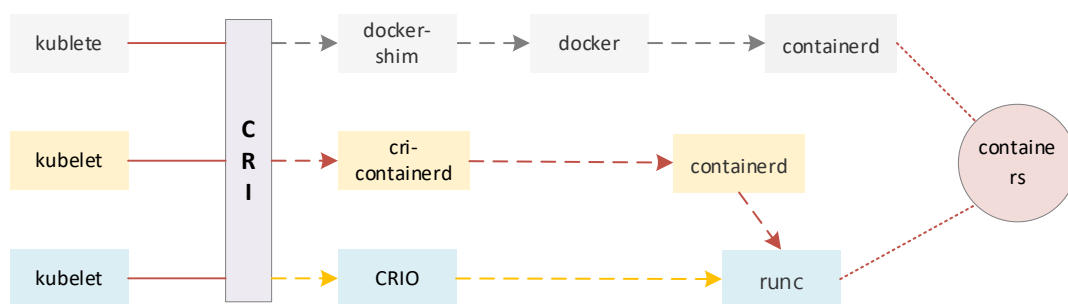 kublete
docker-
shim
docker
containerd
C
R
I
kubelet
cri-
containerd
containerd
containe
rs
kubelet
CRIO
runc